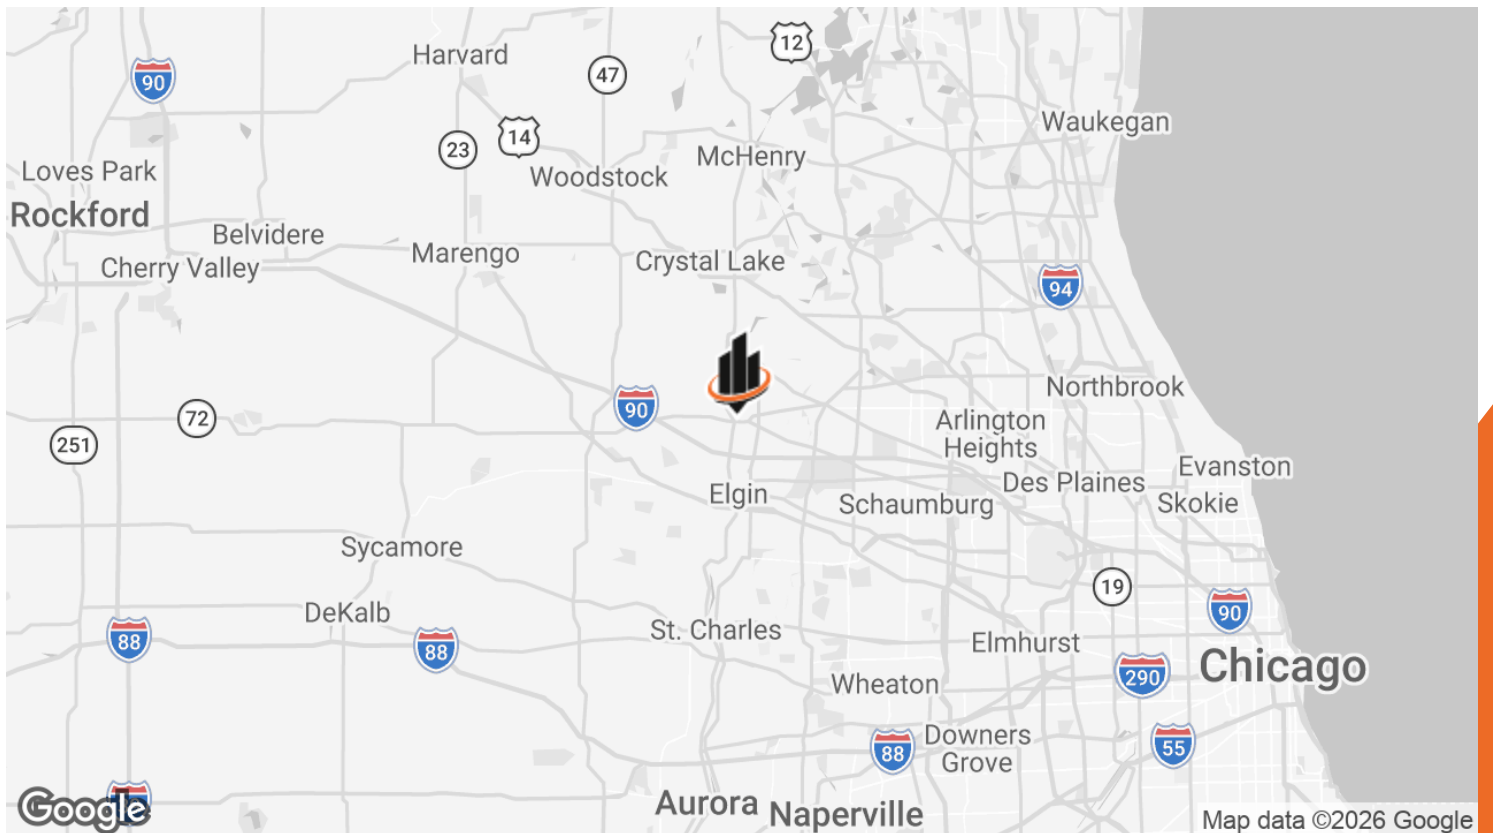 12
Harvard
47
90
Waukegan
14
23
McHenry
Loves Park
Woodstock
Rockford
Belvidere
Marengo
Crystal Lake
Cherry Valley
94
Northbrook
90
72
Arlington
Heights
251
Evanston
Des Plaines
Elgin
Schaumburg
Skokie
Sycamore
19
DeKalb
90
St. Charles
88
Elmhurst
88
Chicago
290
Wheaton
Downers
Grove
88
55
Aurora
Naperville
Google
Map data ©2026 Google